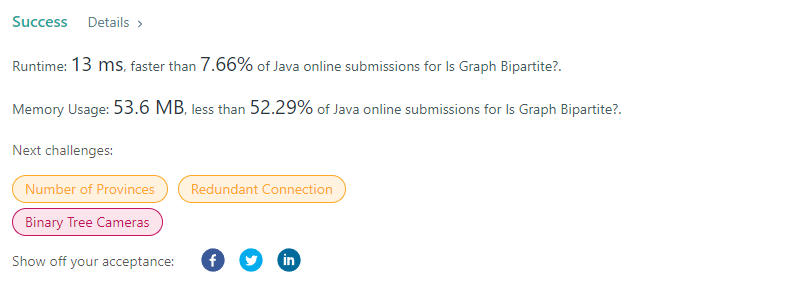 Success Details ›
Runtime: 13 ms, faster than 7.66% of Java online submissions for Is Graph Bipartite?.
Memory Usage: 53.6 MB, less than 52.29% of Java online submissions for Is Graph Bipartite?.
Next challenges:
Number of Provinces Redundant Connection
Binary Tree Cameras
Show off your acceptance: f in